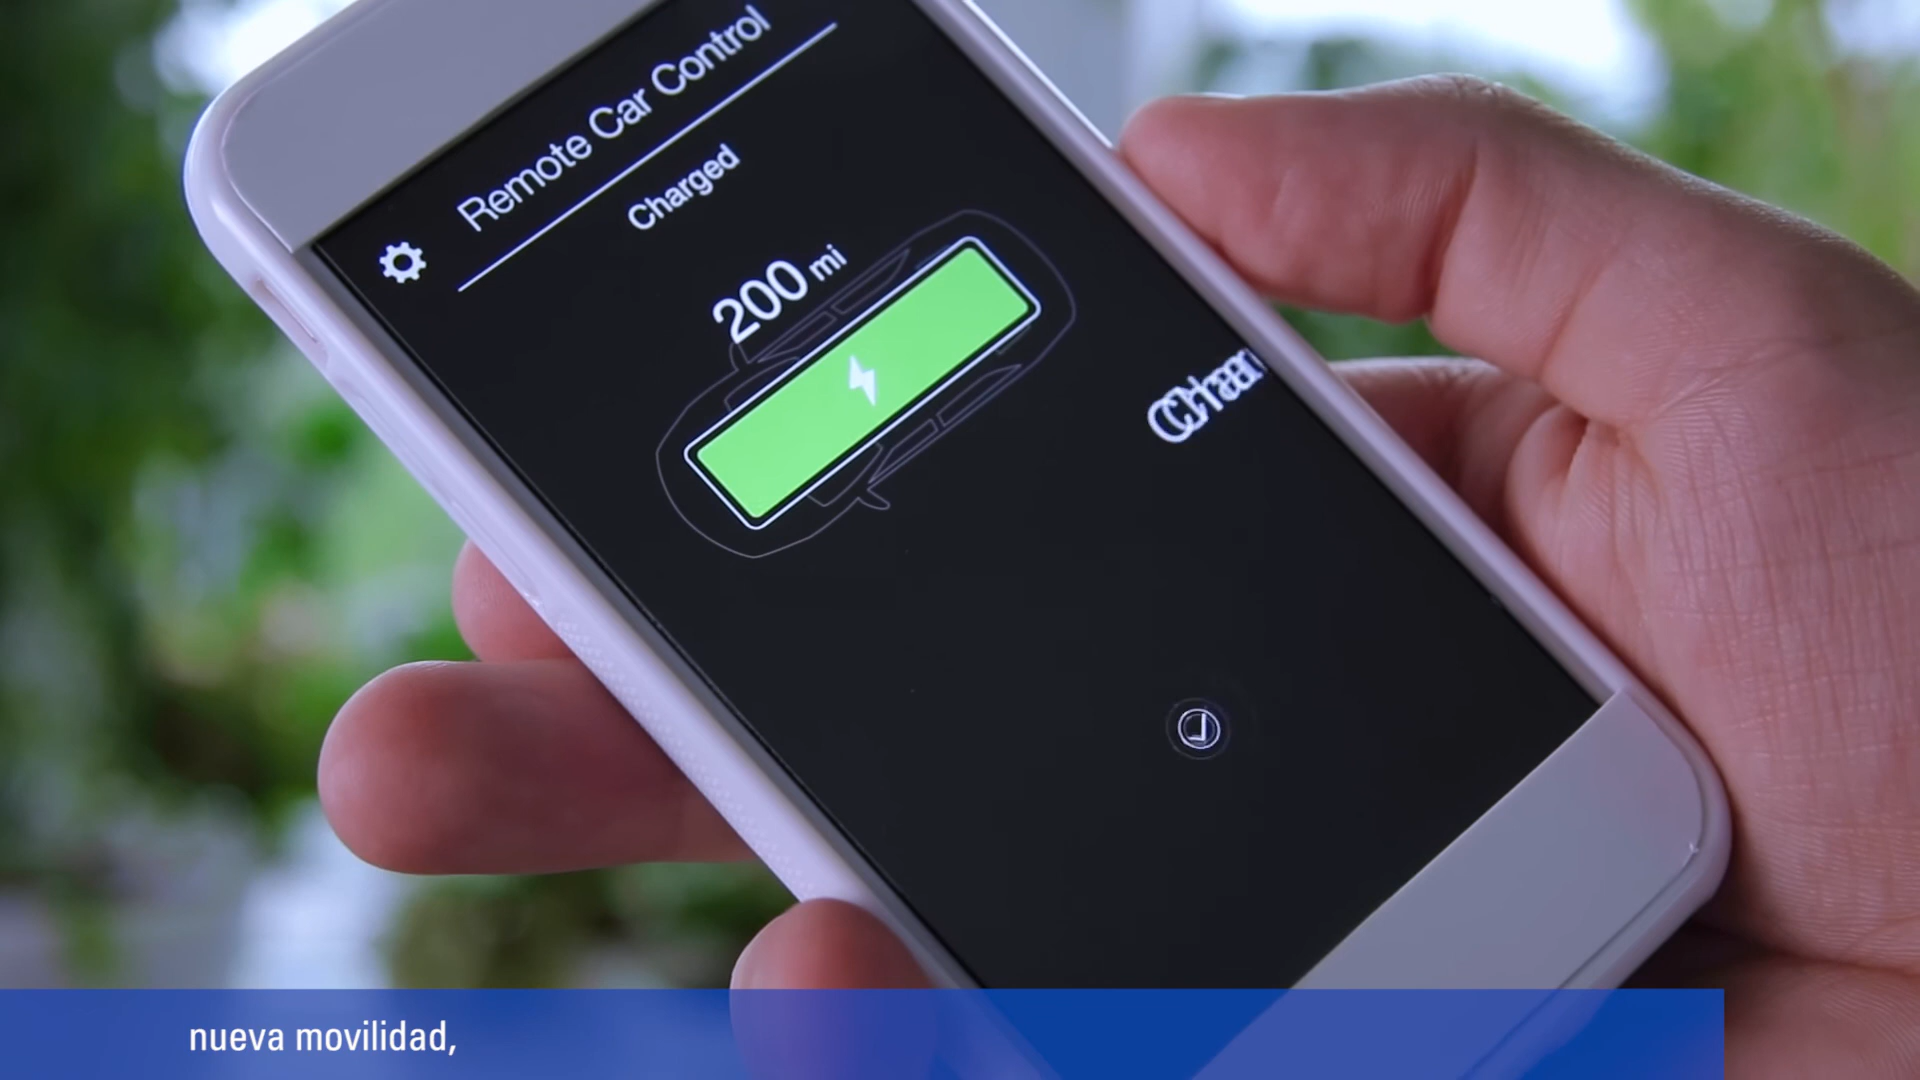 Remote Car Control
Charged
200 mi
nueva movilidad,